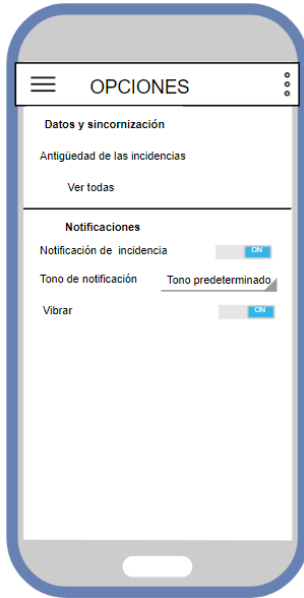 OPCIONES
Datos y sincornización
Antigüedad de las incidencias
Ver todas
Notificaciones
Notificación de incidencia ON
Tono de notificación Tono predeterminado
Vibrar ON